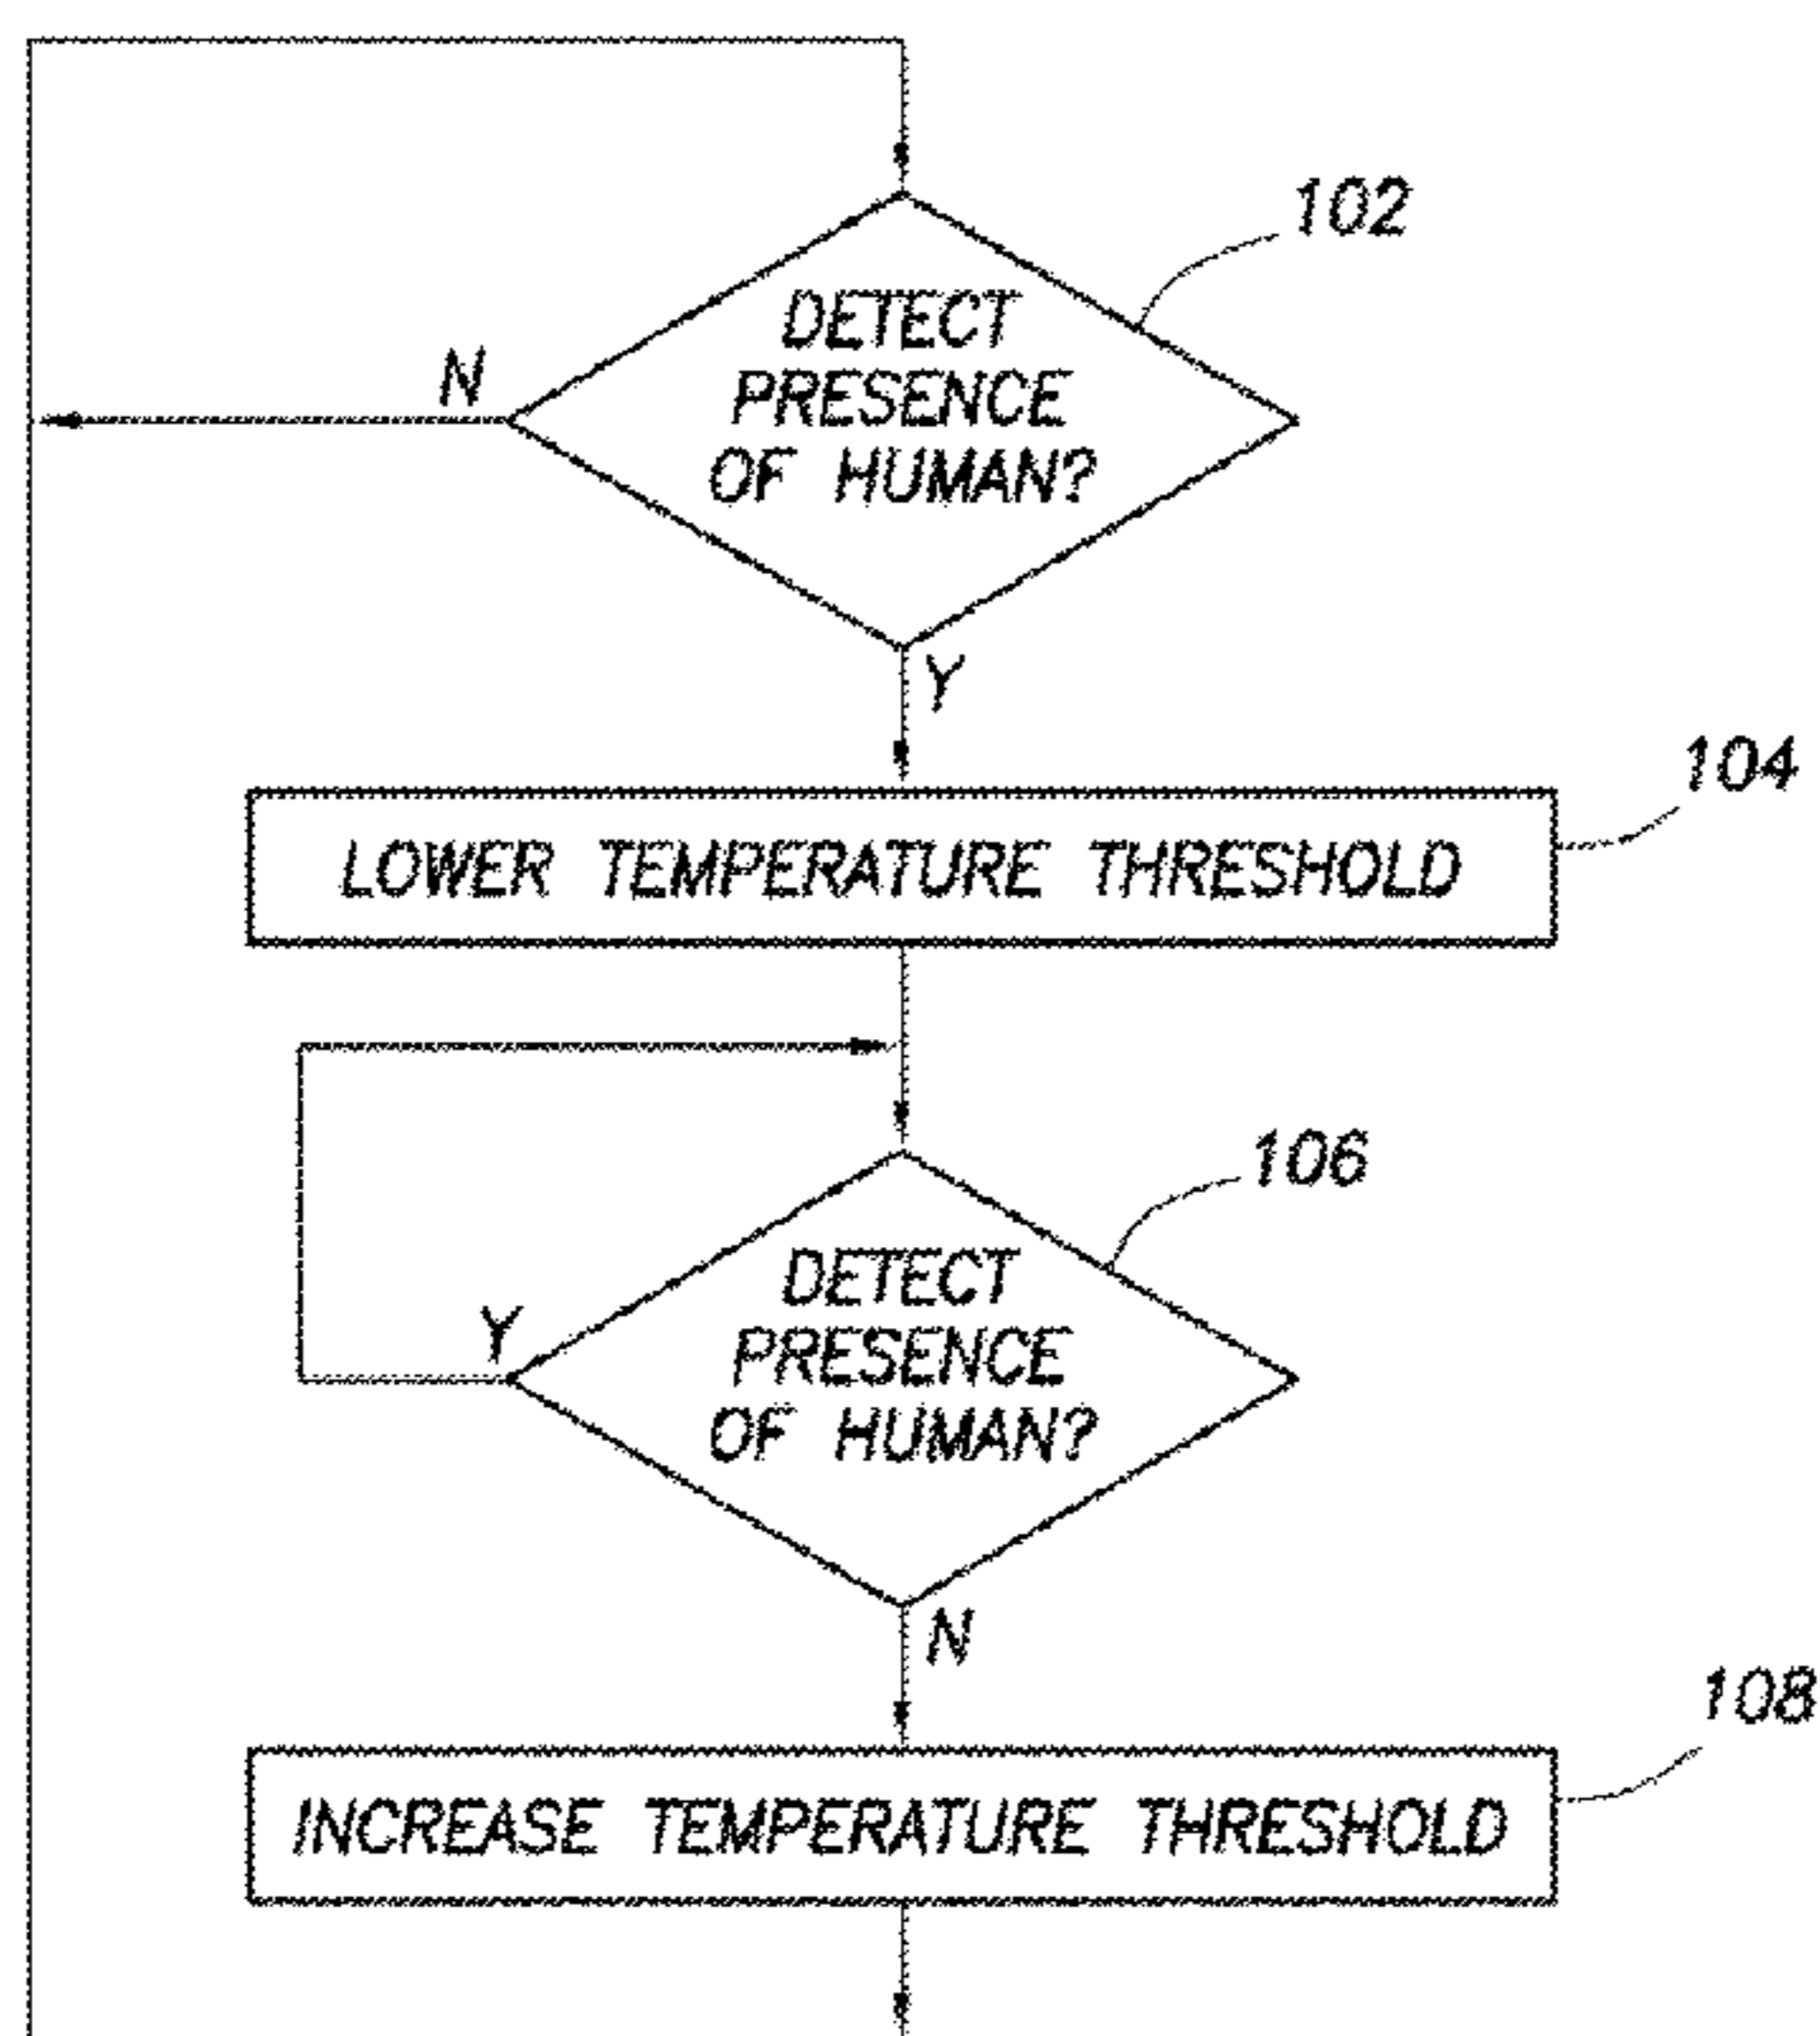 102
DETECT
PRESENCE
OF HUMAN?
N
Y
104
LOWER TEMPERATURE THRESHOLD
106
DETECT
PRESENCE
OF HUMAN?
Y
N
108
INCREASE TEMPERATURE THRESHOLD